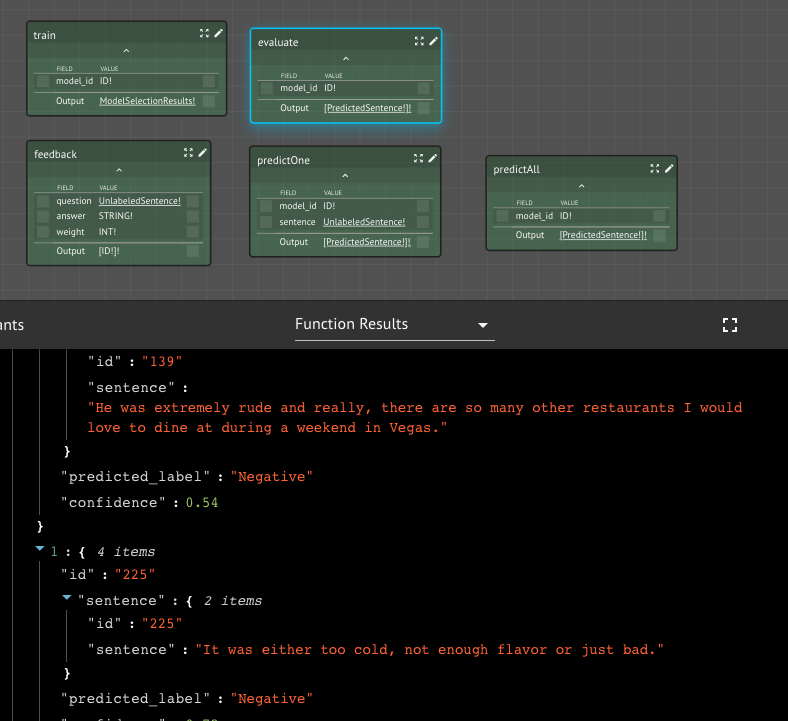 train
FIELD VALUE
model_id ID!
Output ModelSelectionResults!
evaluate
FIELD VALUE
model_id ID!
Output [PredictedSentence!]!
feedback
FIELD VALUE
question UnlabeledSentence!
answer STRING!
weight INT!
Output [ID!]!
predictOne
FIELD VALUE
model_id ID!
sentence UnlabeledSentence!
Output [PredictedSentence!]!
predictAll
FIELD VALUE
model_id ID!
Output [PredictedSentence!]!
ants
Function Results
"id" : "139"
"sentence" :
"He was extremely rude and really, there are so many other restaurants I would
love to dine at during a weekend in Vegas."
}
"predicted_label" : "Negative"
"confidence" : 0.54
}
1 : { 4 items
"id" : "225"
"sentence" : { 2 items
"id" : "225"
"sentence" : "It was either too cold, not enough flavor or just bad."
}
"predicted_label" : "Negative"